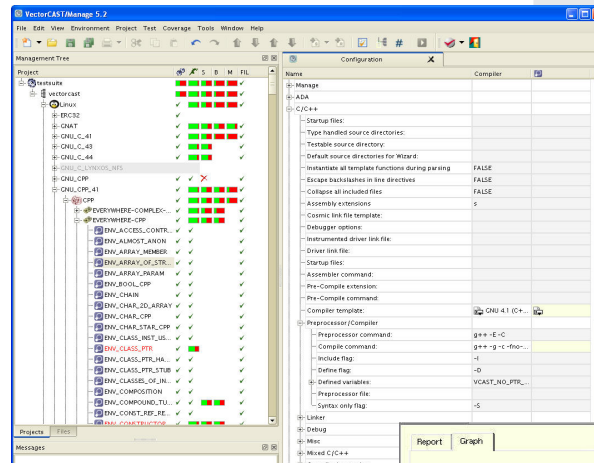 VectorCAST/Manage 5.2
File Edit View Environment Project Test Coverage Tools Window Help
Management Tree
Configuration
Project S B M FIL
Name Compiler
testsuite
vectorcast
Linux
ERC32
GNAT
GNU_C_41
GNU_C_43
GNU_C_44
GNU_C_LYNXOS_NFS
GNU_CPP
GNU_CPP_41
CPP
EVERYWHERE-COMPLEX-...
EVERYWHERE-CPP
ENV_ACCESS_CONTR...
ENV_ALMOST_ANON
ENV_ARRAY_MEMBER
ENV_ARRAY_OF_STR...
ENV_ARRAY_PARAM
ENV_BOOL_CPP
ENV_CHAIN
ENV_CHAR_2D_ARRAY
ENV_CHAR_CPP
ENV_CHAR_STAR_CPP
ENV_CLASS_INST_US...
ENV_CLASS_PTR
ENV_CLASS_PTR_HA...
ENV_CLASS_PTR_STUB
ENV_CLASSES_OF_IN...
ENV_COMPOSITION
ENV_COMPOUND_TU...
ENV_CONST_REF_RE...
ENV_CONSTRUCTOR
Projects Files
Messages
Manage
ADA
C/C++
Startup files:
Type handled source directories:
Testable source directory:
Default source directories for Wizard:
Instantiate all template functions during parsing FALSE
Escape backslashes in line directives FALSE
Collapse all included files FALSE
Assembly extensions s
Cosmic link file template:
Debugger options:
Instrumented driver link file:
Driver link file:
Startup files:
Assembler command:
Pre-Compile extension:
Pre-Compile command:
Compiler template: GNU 4.1 (C+...
Preprocessor/Compiler
Preprocessor command: g++ -E -C
Compile command: g++ -g -c -fno-...
Include flag: -I
Define flag: -D
Defined variables: VCAST_NO_PTR_...
Preprocessor file:
Syntax only flag: -S
Linker
Debug
Misc
Mixed C/C++
Report Graph